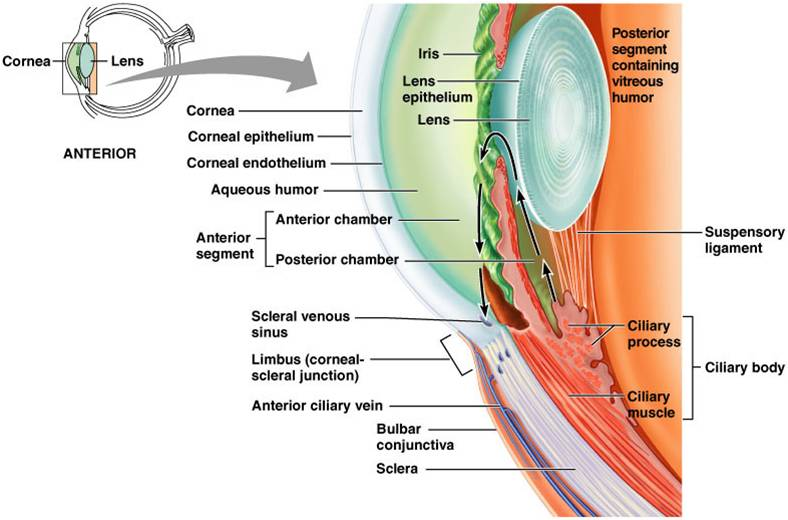 Cornea
Lens
ANTERIOR
Cornea
Corneal epithelium
Corneal endothelium
Aqueous humor
Anterior
segment
Anterior chamber
Posterior chamber
Scleral venous
sinus
Limbus (corneal-
scleral junction)
Anterior ciliary vein
Bulbar
conjunctiva
Sclera
Iris
Lens
epithelium
Lens
Posterior
segment
containing
vitreous
humor
Suspensory
ligament
Ciliary
process
Ciliary body
Ciliary
muscle